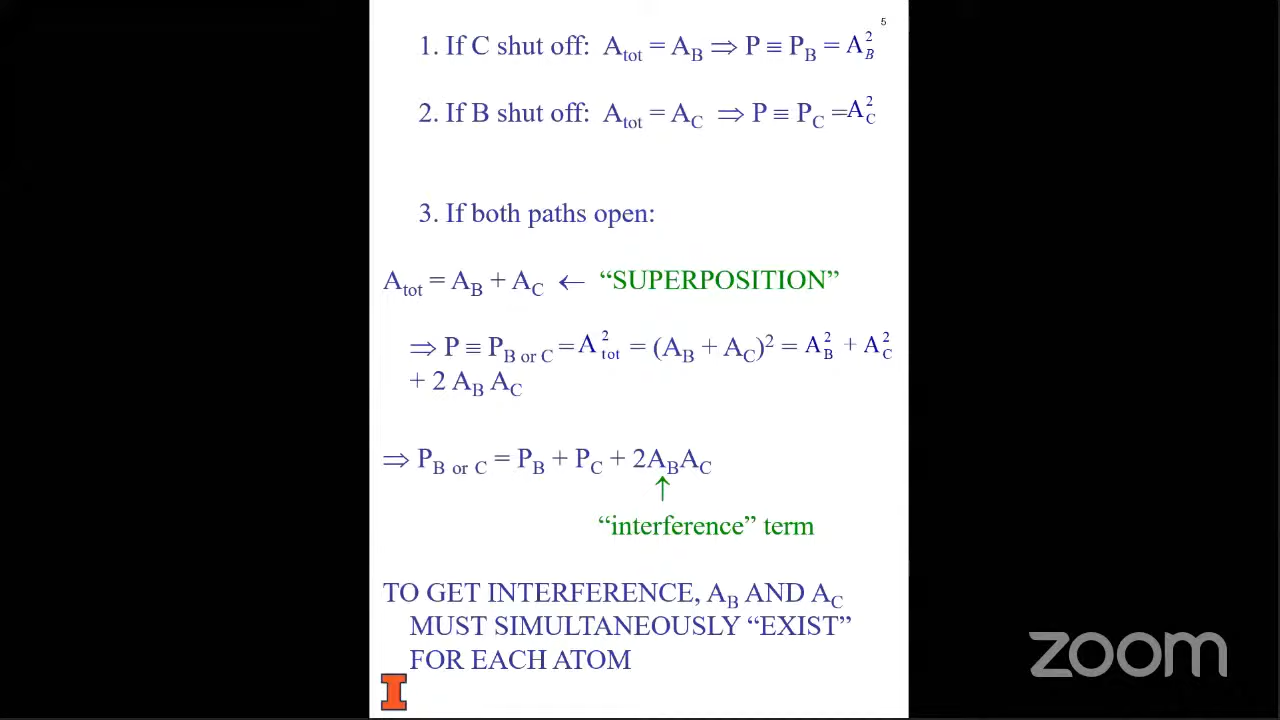 5
1. If C shut off: A_tot = A_B ⇒ P ≡ P_B = A_B^2
2. If B shut off: A_tot = A_C ⇒ P ≡ P_C = A_C^2
3. If both paths open:
A_tot = A_B + A_C ← “SUPERPOSITION”
⇒ P ≡ P_B or C = A_tot^2 = (A_B + A_C)^2 = A_B^2 + A_C^2
+ 2 A_B A_C
⇒ P_B or C = P_B + P_C + 2A_BA_C
↑
“interference” term
TO GET INTERFERENCE, A_B AND A_C
MUST SIMULTANEOUSLY “EXIST”
FOR EACH ATOM
I
zoom